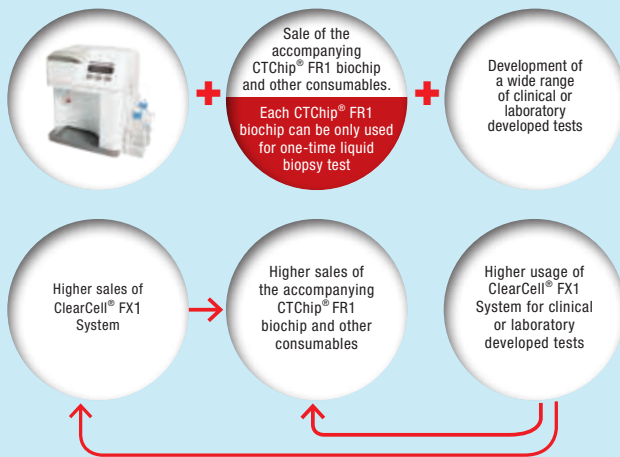 Sale of the
accompanying
CTChip® FR1 biochip
and other consumables.
Each CTChip® FR1
biochip can be only used
for one-time liquid
biopsy test
Development of
a wide range
of clinical or
laboratory
developed tests
Higher sales of
ClearCell® FX1
System
Higher sales of
the accompanying
CTChip® FR1
biochip and other
consumables
Higher usage of
ClearCell® FX1
System for clinical
or laboratory
developed tests